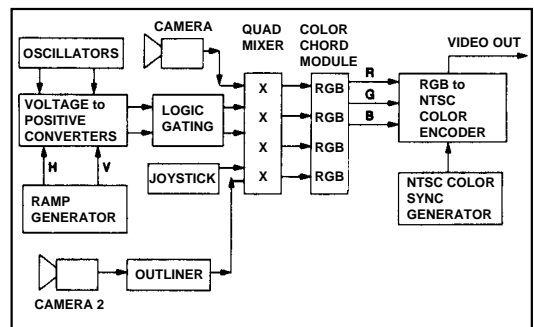 CAMERA
QUAD
MIXER
COLOR
CHORD
MODULE
VIDEO OUT
OSCILLATORS
VOLTAGE to
POSITIVE
CONVERTERS
LOGIC
GATING
X
X
X
X
RGB
RGB
RGB
RGB
R
G
B
RGB to
NTSC
COLOR
ENCODER
H
V
RAMP
GENERATOR
JOYSTICK
NTSC COLOR
SYNC
GENERATOR
OUTLINER
CAMERA 2